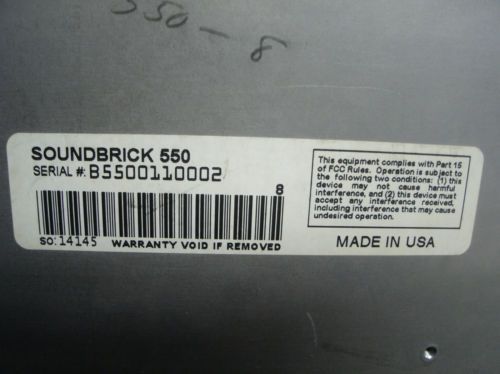 550-8
SOUNDBRICK 550
SERIAL #: B5500110002
8
SO: 14145 WARRANTY VOID IF REMOVED
This equipment complies with Part 15
of FCC Rules. Operation is subject to
the following two conditions: (1) this
device may not cause harmful
interference, and (2) this device must
accept any interference received,
including interference that may cause
undesired operation.
MADE IN USA